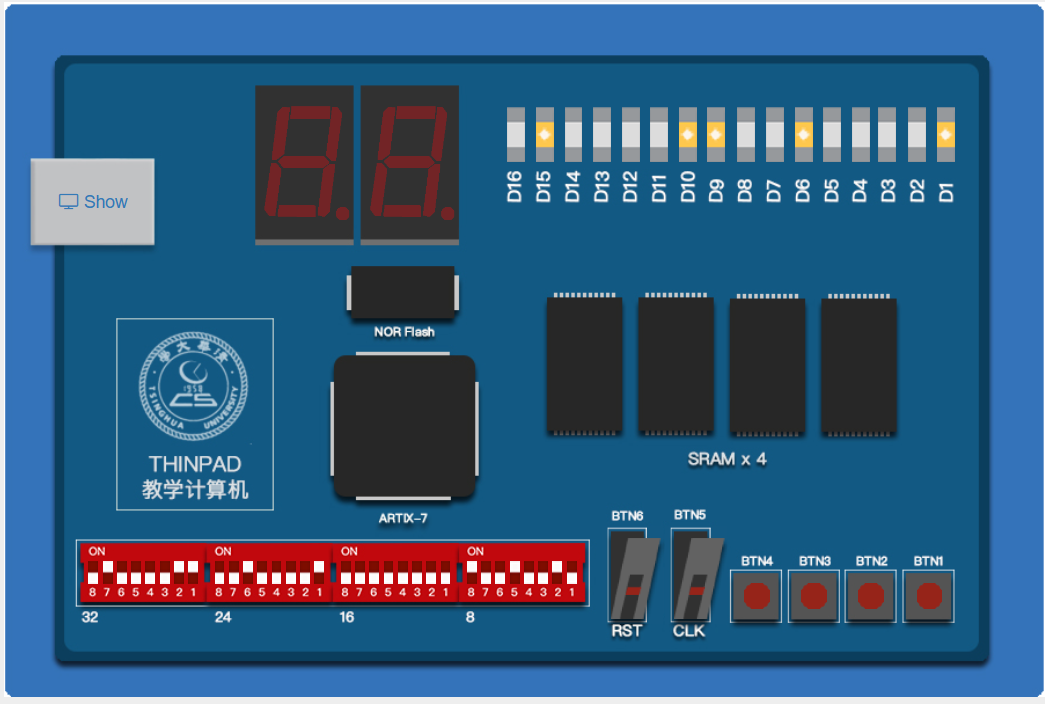 D16 D15 D14 D13 D12 D11 D10 D9 D8 D7 D6 D5 D4 D3 D2 D1
Show
NOR Flash
TSINGHUA UNIVERSITY
THINPAD
教学计算机
SRAM x 4
ARTIX-7
BTN6 BTN5
BTN4 BTN3 BTN2 BTN1
ON ON ON ON
8 7 6 5 4 3 2 1 8 7 6 5 4 3 2 1 8 7 6 5 4 3 2 1 8 7 6 5 4 3 2 1
32 24 16 8
RST CLK